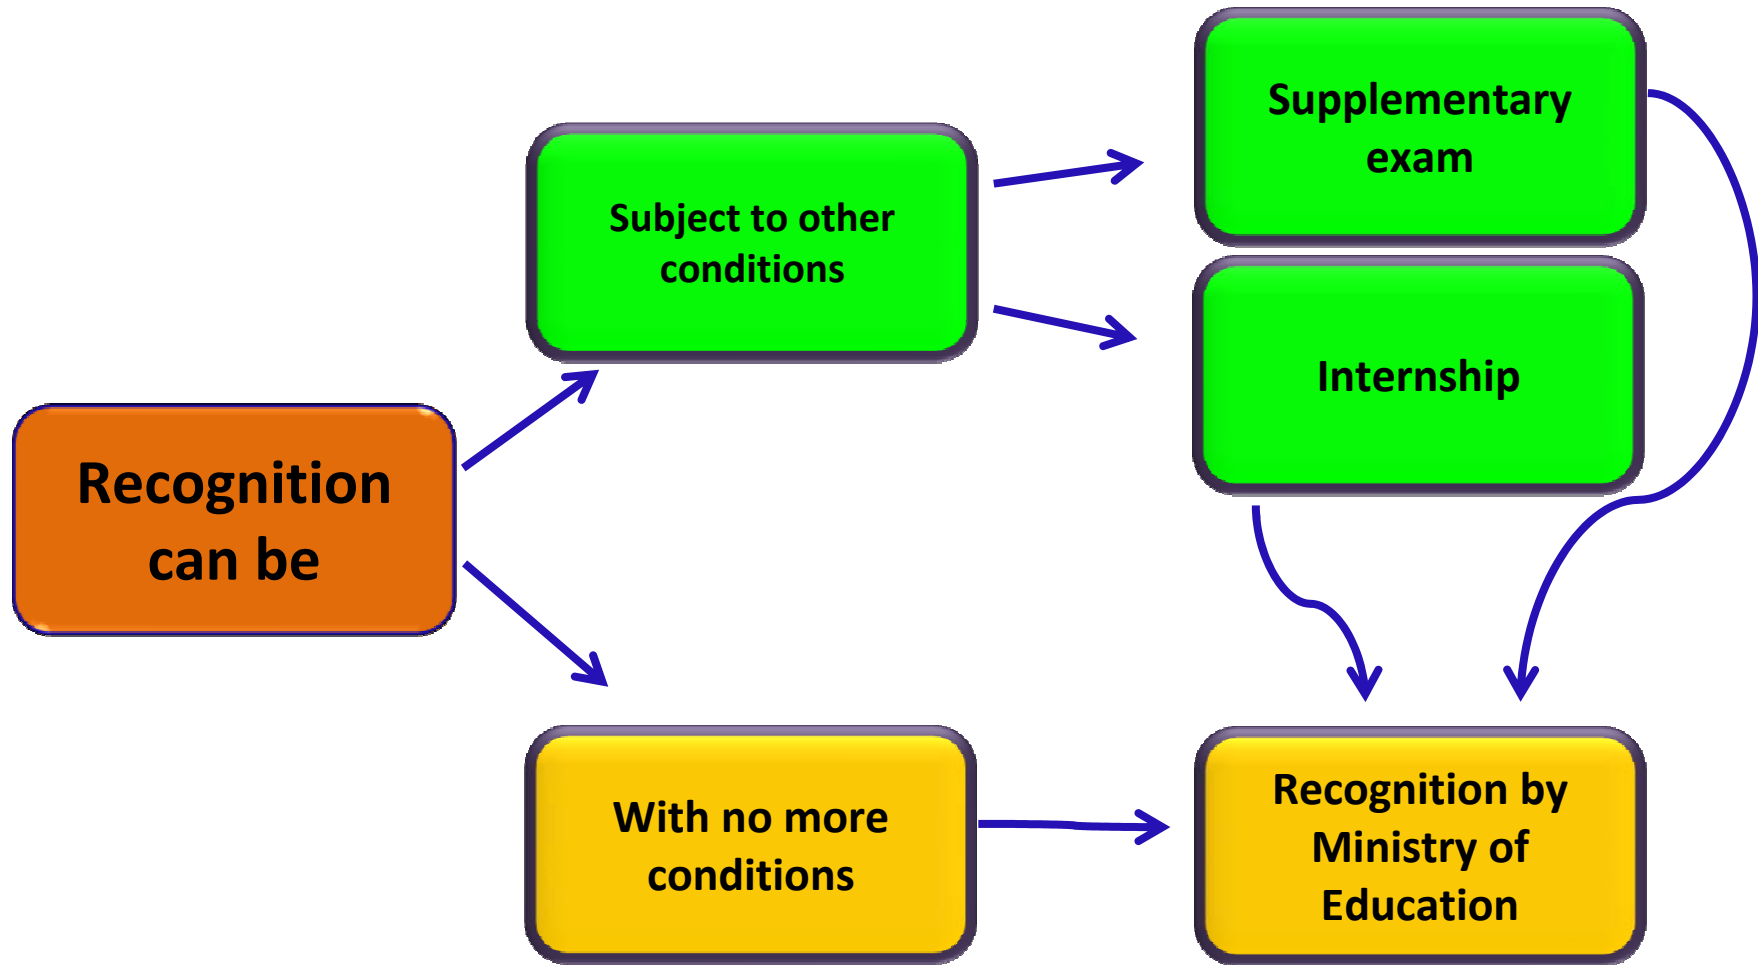 Recognition
can be
Subject to other
conditions
Supplementary
exam
Internship
With no more
conditions
Recognition by
Ministry of
Education